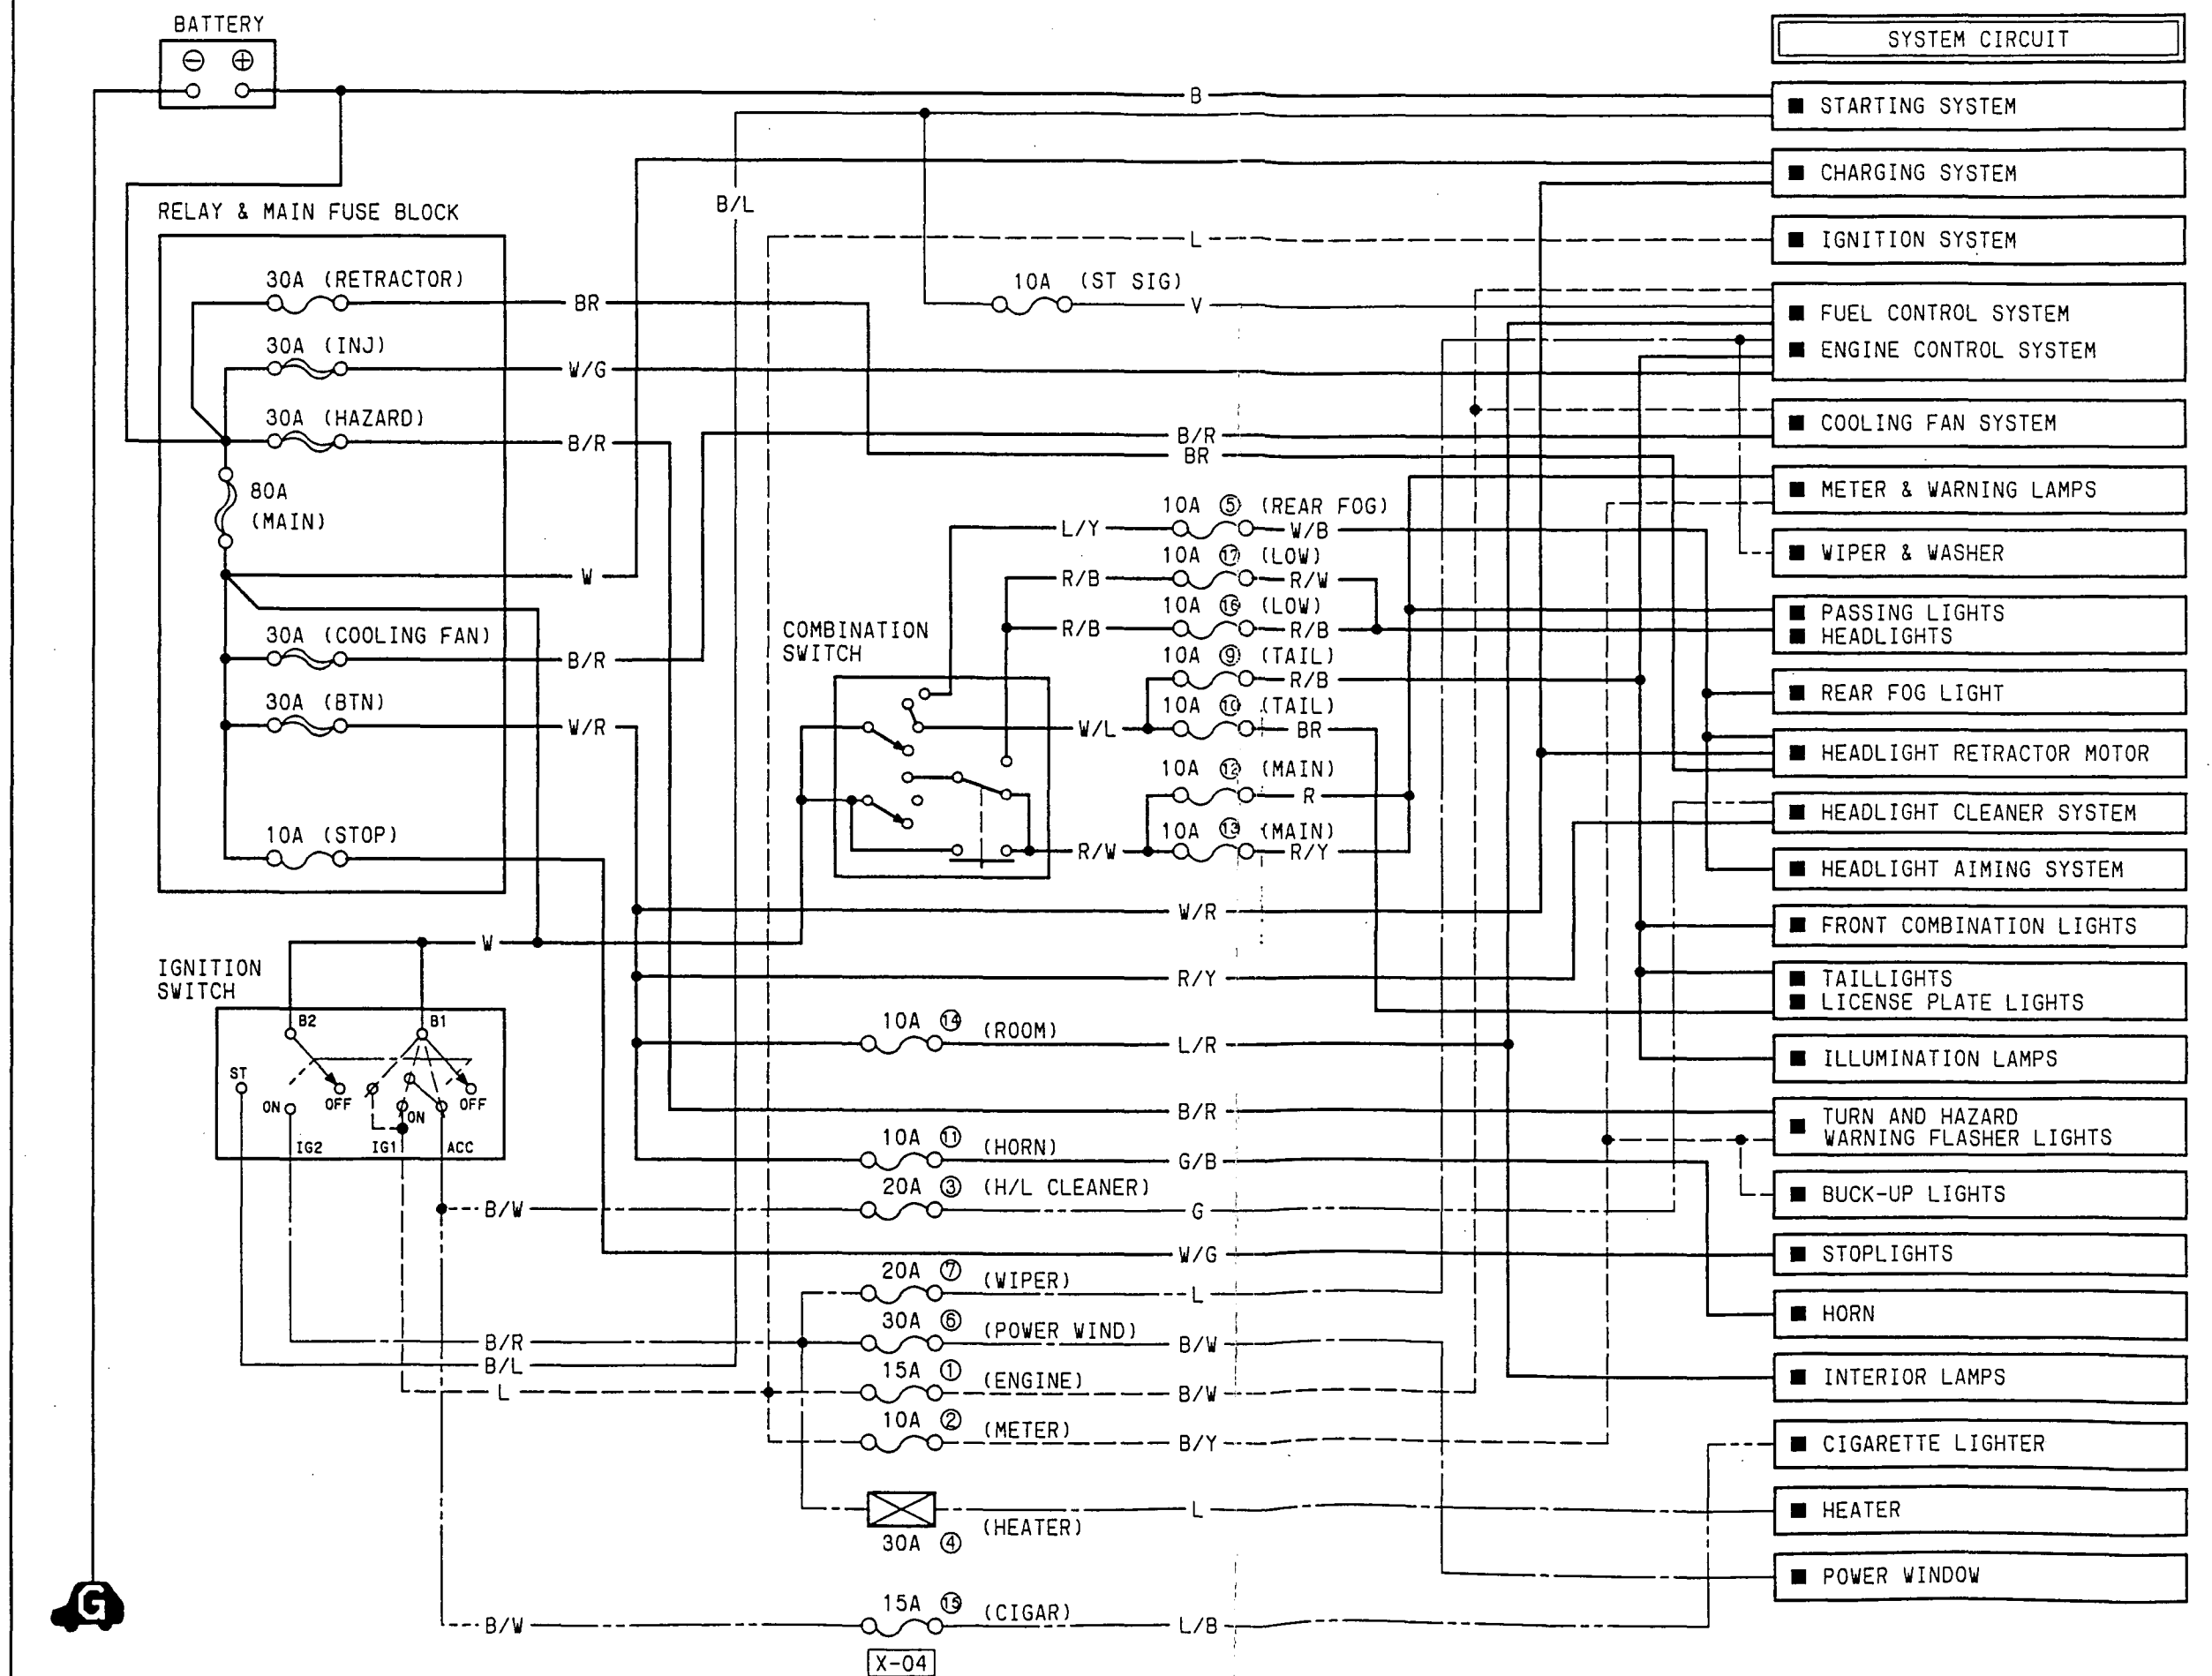 BATTERY
⊖ ⊕
SYSTEM CIRCUIT
B
■ STARTING SYSTEM
■ CHARGING SYSTEM
B/L
RELAY & MAIN FUSE BLOCK
L
■ IGNITION SYSTEM
30A (RETRACTOR)
BR
10A (ST SIG)
V
■ FUEL CONTROL SYSTEM
■ ENGINE CONTROL SYSTEM
30A (INJ)
W/G
30A (HAZARD)
B/R
B/R
BR
■ COOLING FAN SYSTEM
80A
(MAIN)
■ METER & WARNING LAMPS
10A ⑤ (REAR FOG)
L/Y
W/B
■ WIPER & WASHER
10A ⑰ (LOW)
W
R/B
R/W
10A ⑯ (LOW)
■ PASSING LIGHTS
■ HEADLIGHTS
30A (COOLING FAN)
COMBINATION
SWITCH
R/B
R/B
10A ⑨ (TAIL)
B/R
R/B
■ REAR FOG LIGHT
30A (BTN)
10A ⑩ (TAIL)
W/R
W/L
BR
■ HEADLIGHT RETRACTOR MOTOR
10A ⑫ (MAIN)
R
■ HEADLIGHT CLEANER SYSTEM
10A (STOP)
10A ⑬ (MAIN)
R/W
R/Y
■ HEADLIGHT AIMING SYSTEM
W/R
■ FRONT COMBINATION LIGHTS
W
IGNITION
SWITCH
R/Y
■ TAILLIGHTS
■ LICENSE PLATE LIGHTS
B2
B1
10A ⑭ (ROOM)
L/R
■ ILLUMINATION LAMPS
ST
ON
OFF
ON
OFF
B/R
■ TURN AND HAZARD
WARNING FLASHER LIGHTS
IG2
IG1
ACC
10A ⑪ (HORN)
G/B
20A ③ (H/L CLEANER)
■ BUCK-UP LIGHTS
B/W
G
W/G
■ STOPLIGHTS
20A ⑦ (WIPER)
L
■ HORN
30A ⑥ (POWER WIND)
B/R
B/W
B/L
15A ① (ENGINE)
■ INTERIOR LAMPS
L
B/W
10A ② (METER)
B/Y
■ CIGARETTE LIGHTER
L
■ HEATER
(HEATER)
30A ④
■ POWER WINDOW
15A ⑮ (CIGAR)
B/W
L/B
G
X-04